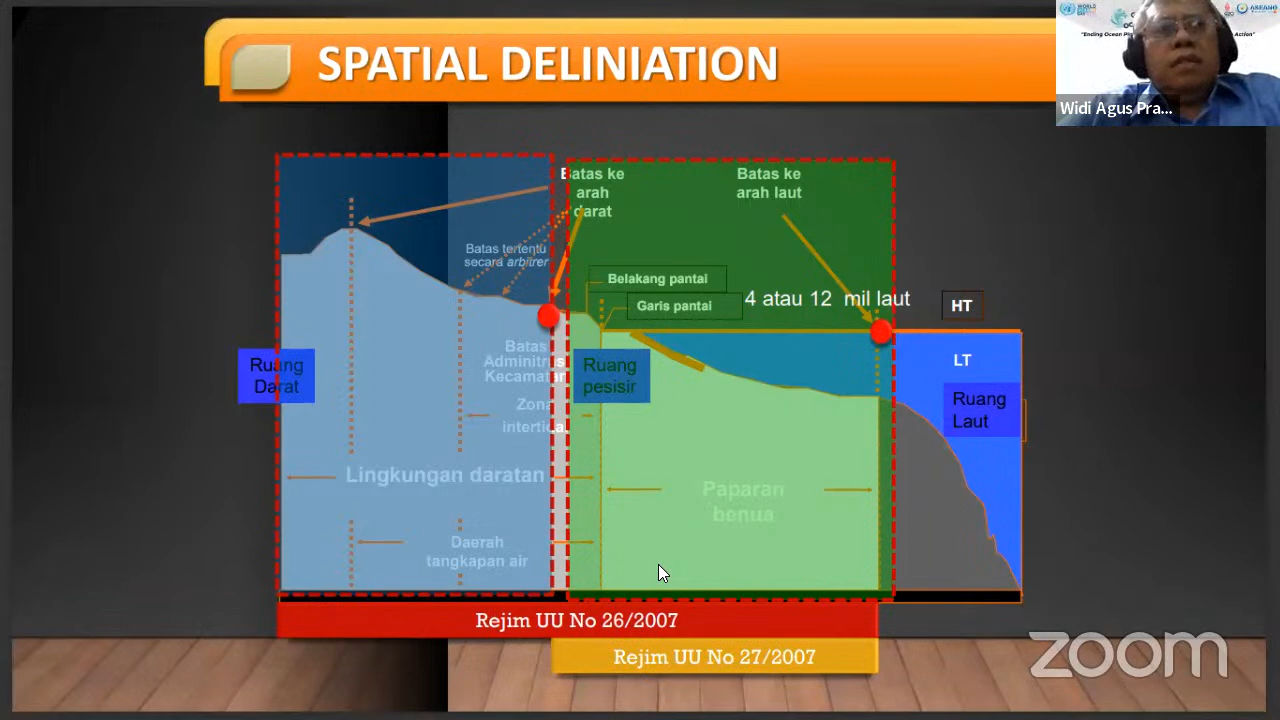 SPATIAL DELINIATION
Widi Agus Pra...
Batas ke
arah
darat
Batas ke
arah laut
Batas tertentu
secara arbitrer
Belakang pantai
Garis pantai
4 atau 12 mil laut
HT
LT
Ruang
Darat
Batas
Kecamatan
Ruang
pesisir
Ruang
Laut
Zona
intertidal
Lingkungan daratan
Paparan
benua
Daerah
tangkapan air
Rejim UU No 26/2007
Rejim UU No 27/2007
zoom